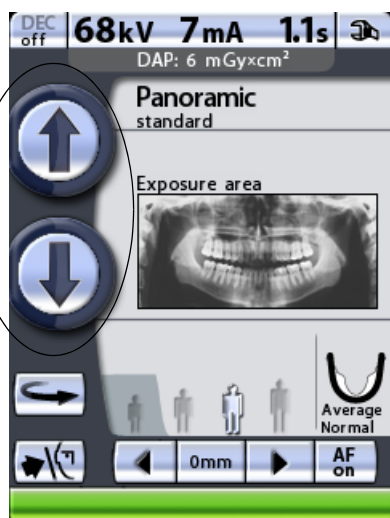 DEC
off
68kV 7mA 1.1s
DAP: 6 mGy×cm²
Panoramic
standard
Exposure area
Average
Normal
0mm
AF
on